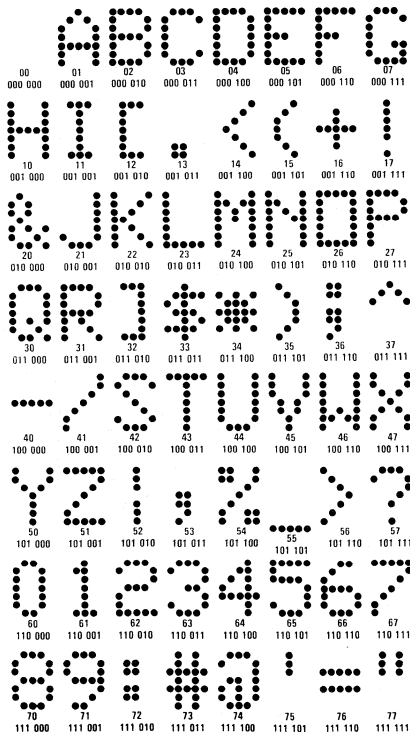 A B C D E F G
00 01 02 03 04 05 06 07
000 000 000 001 000 010 000 011 000 100 000 101 000 110 000 111
H I [ . < ( + !
10 11 12 13 14 15 16 17
001 000 001 001 001 010 001 011 001 100 001 101 001 110 001 111
& J K L M N O P
20 21 22 23 24 25 26 27
010 000 010 001 010 010 010 011 010 100 010 101 010 110 010 111
Q R ] $ * ) ; ^
30 31 32 33 34 35 36 37
011 000 011 001 011 010 011 011 011 100 011 101 011 110 011 111
- / S T U V W X
40 41 42 43 44 45 46 47
100 000 100 001 100 010 100 011 100 100 100 101 100 110 100 111
Y Z | , % _ > ?
50 51 52 53 54 55 56 57
101 000 101 001 101 010 101 011 101 100 101 101 101 110 101 111
0 1 2 3 4 5 6 7
60 61 62 63 64 65 66 67
110 000 110 001 110 010 110 011 110 100 110 101 110 110 110 111
8 9 : # @ ' = "
70 71 72 73 74 75 76 77
111 000 111 001 111 010 111 011 111 100 111 101 111 110 111 111